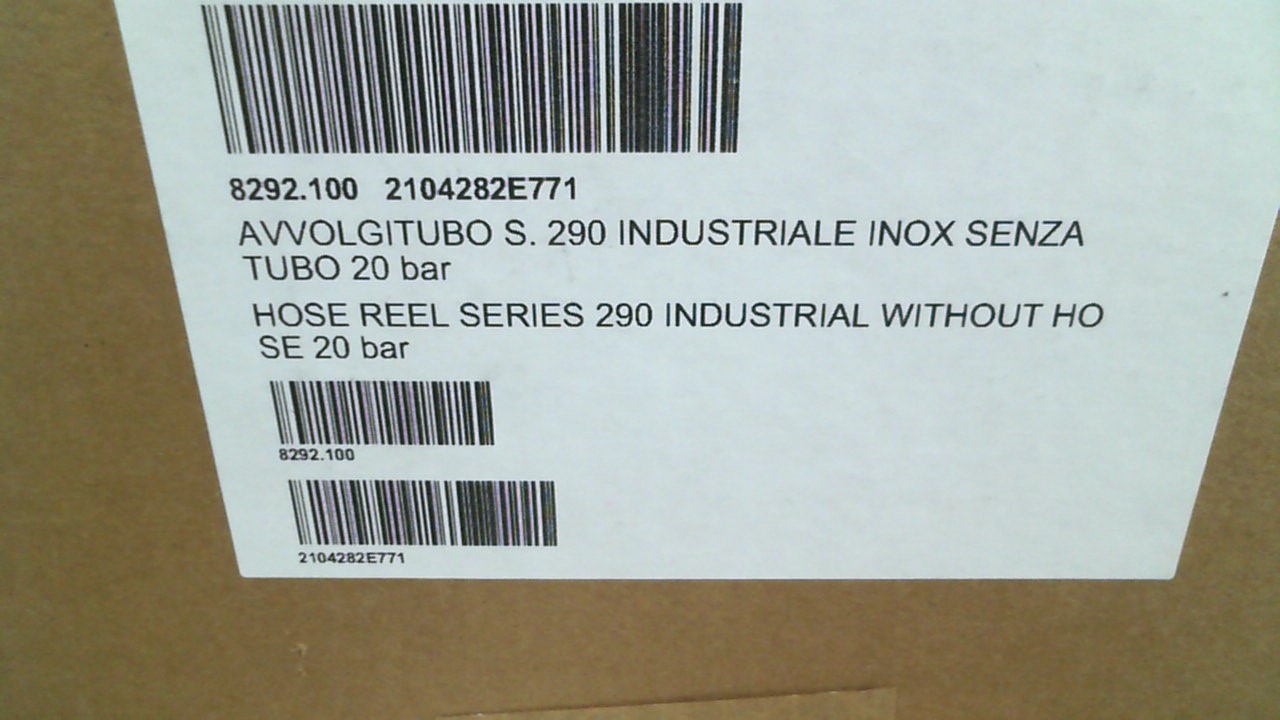 8292.100 2104282E771
AVVOLGITUBO S. 290 INDUSTRIALE INOX SENZA
TUBO 20 bar
HOSE REEL SERIES 290 INDUSTRIAL WITHOUT HO
SE 20 bar
8292.100
2104282E771